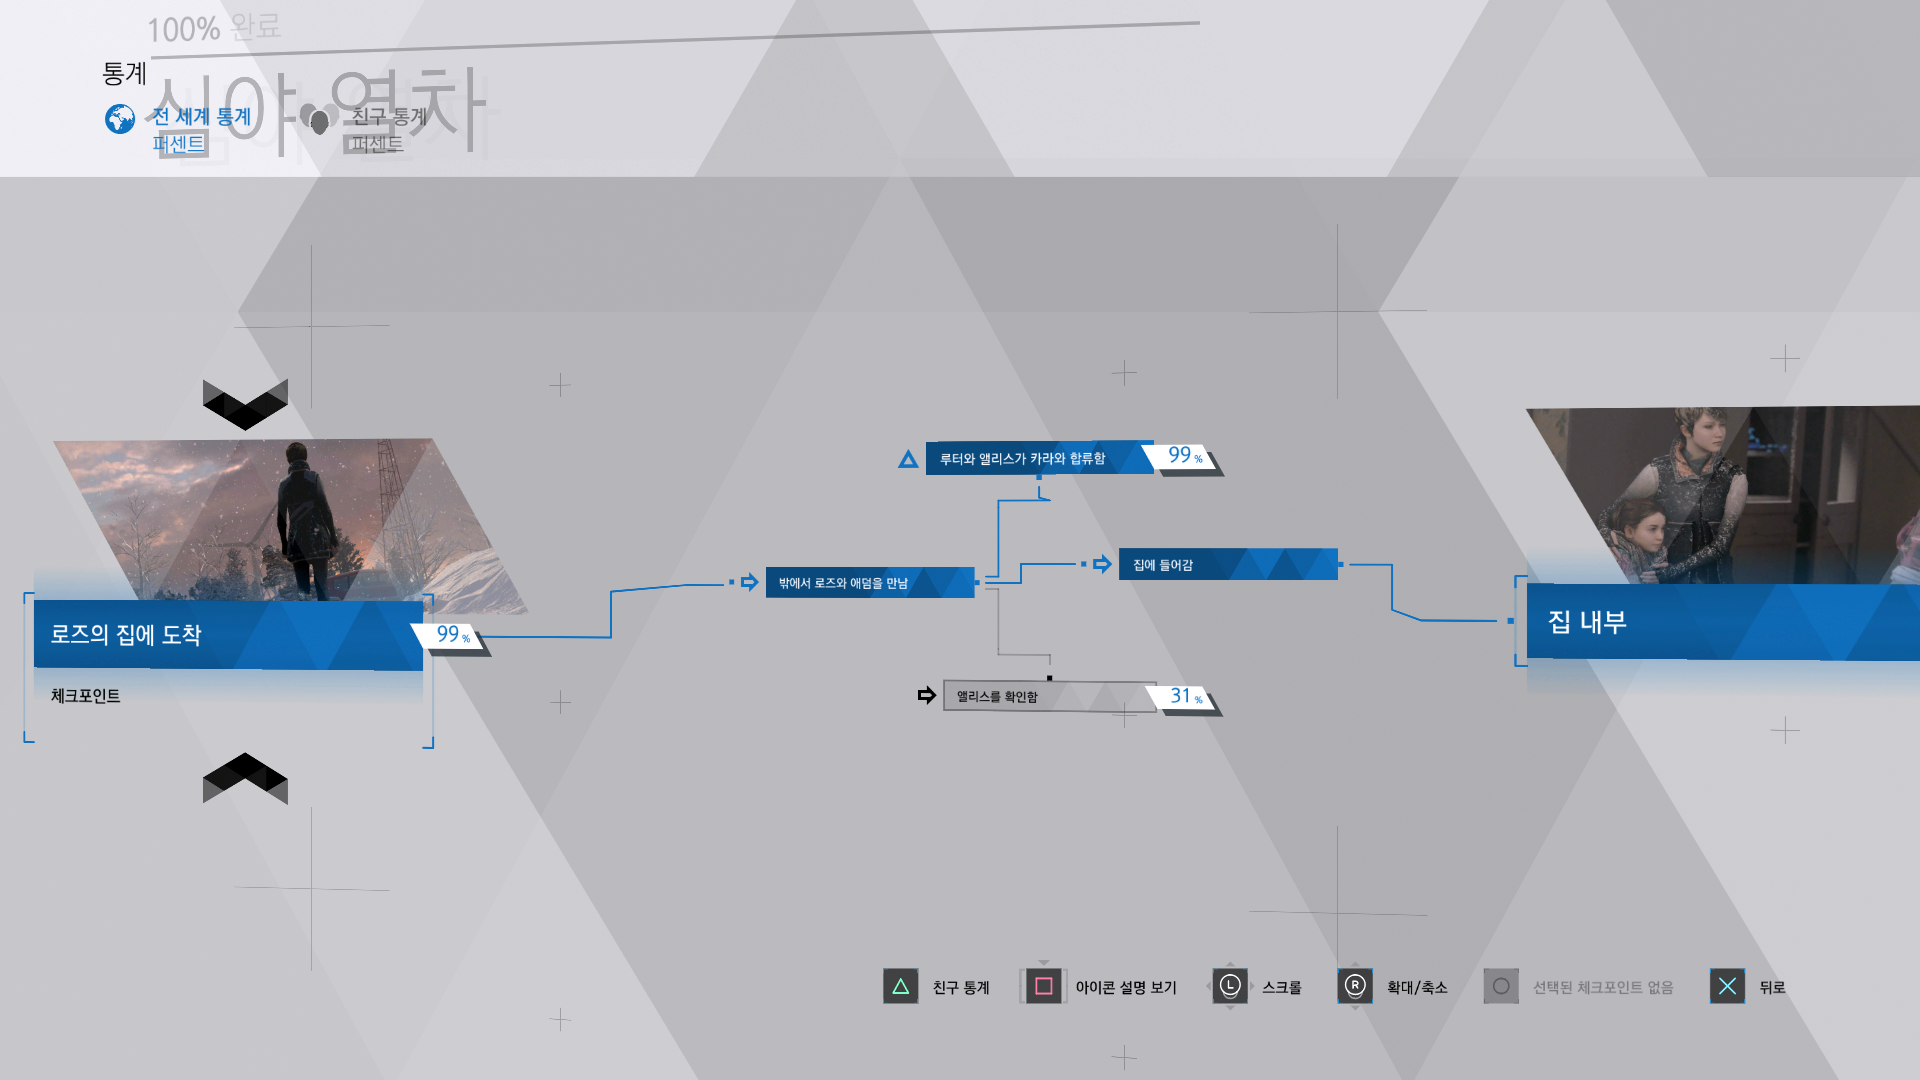 100% 완료
심야 열차
통계
전 세계 통계
퍼센트
친구 통계
퍼센트
루터와 앨리스가 카라와 합류함
99%
집에 들어감
밖에서 로즈와 애덤을 만남
로즈의 집에 도착
99%
체크포인트
집 내부
앨리스를 확인함
31%
친구 통계
아이콘 설명 보기
L 스크롤
R 확대/축소
선택된 체크포인트 없음
뒤로